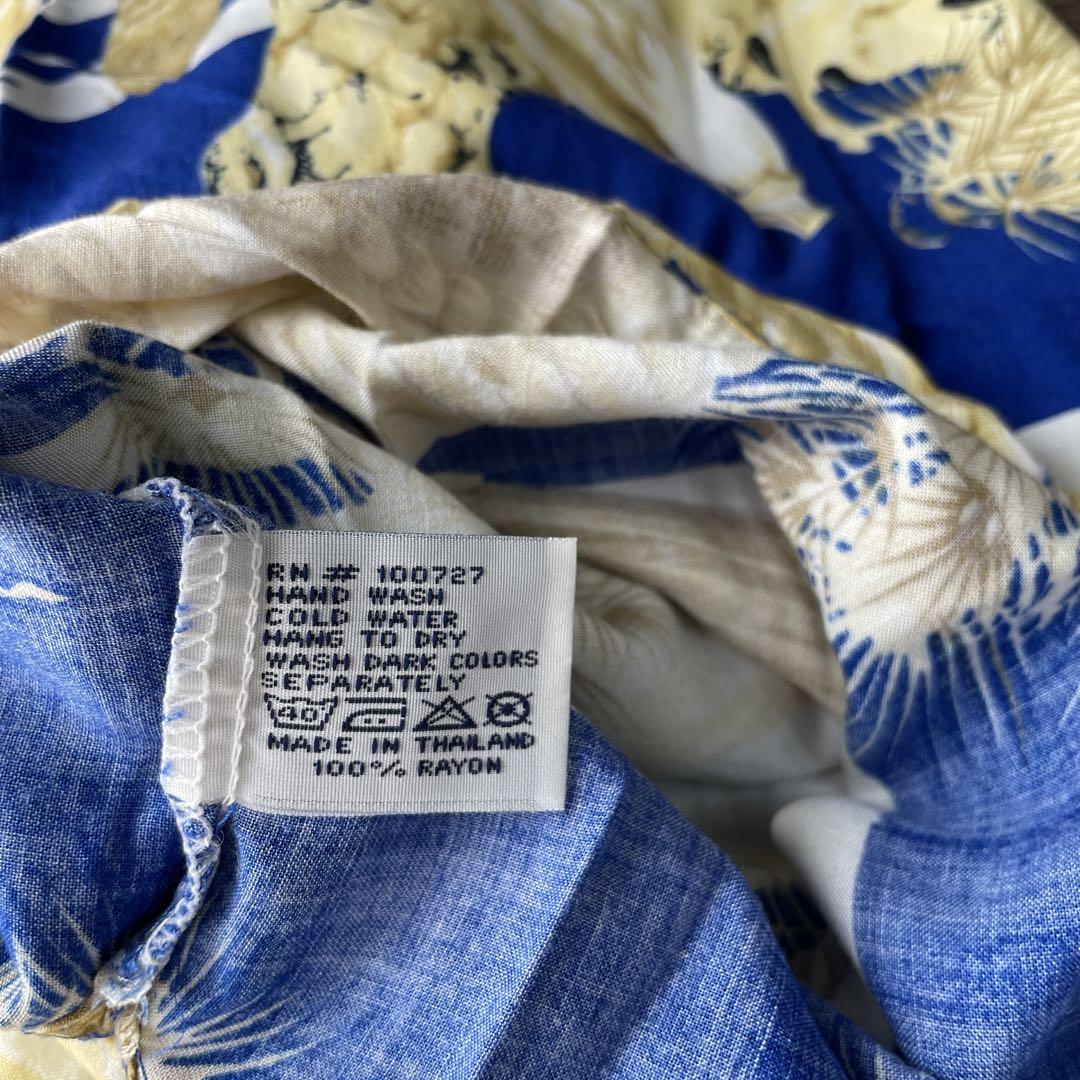 RN # 100727
HAND WASH
COLD WATER
HANG TO DRY
WASH DARK COLORS
SEPARATELY
40
MADE IN THAILAND
100% RAYON